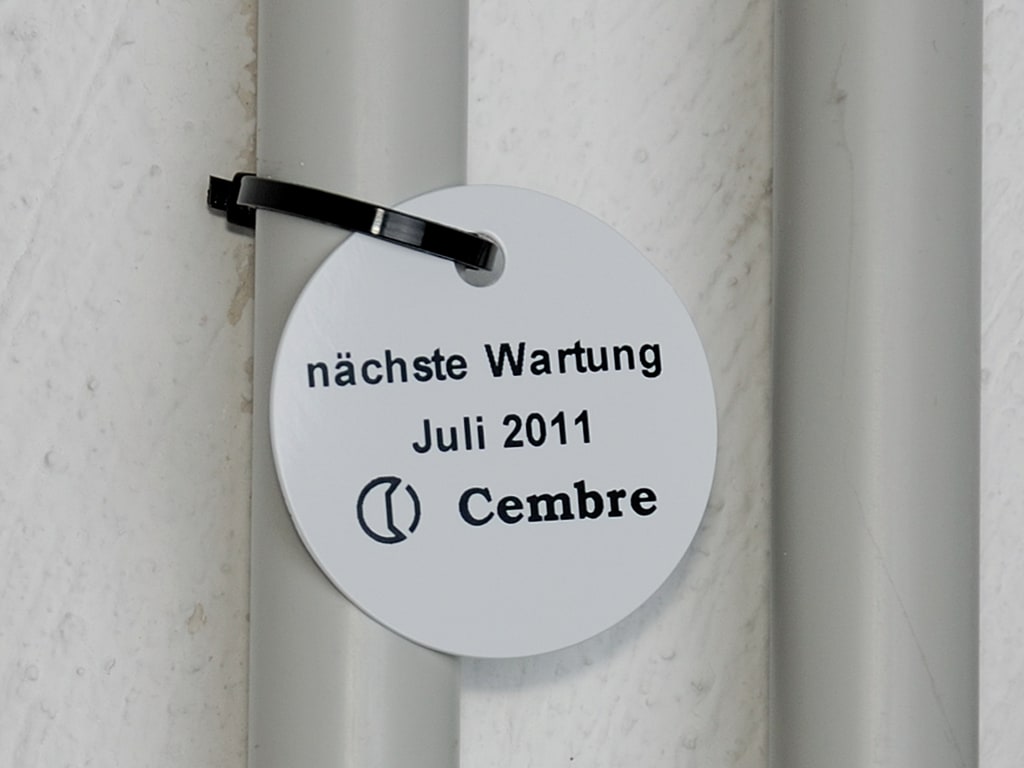 nächste Wartung
Juli 2011
Cembre